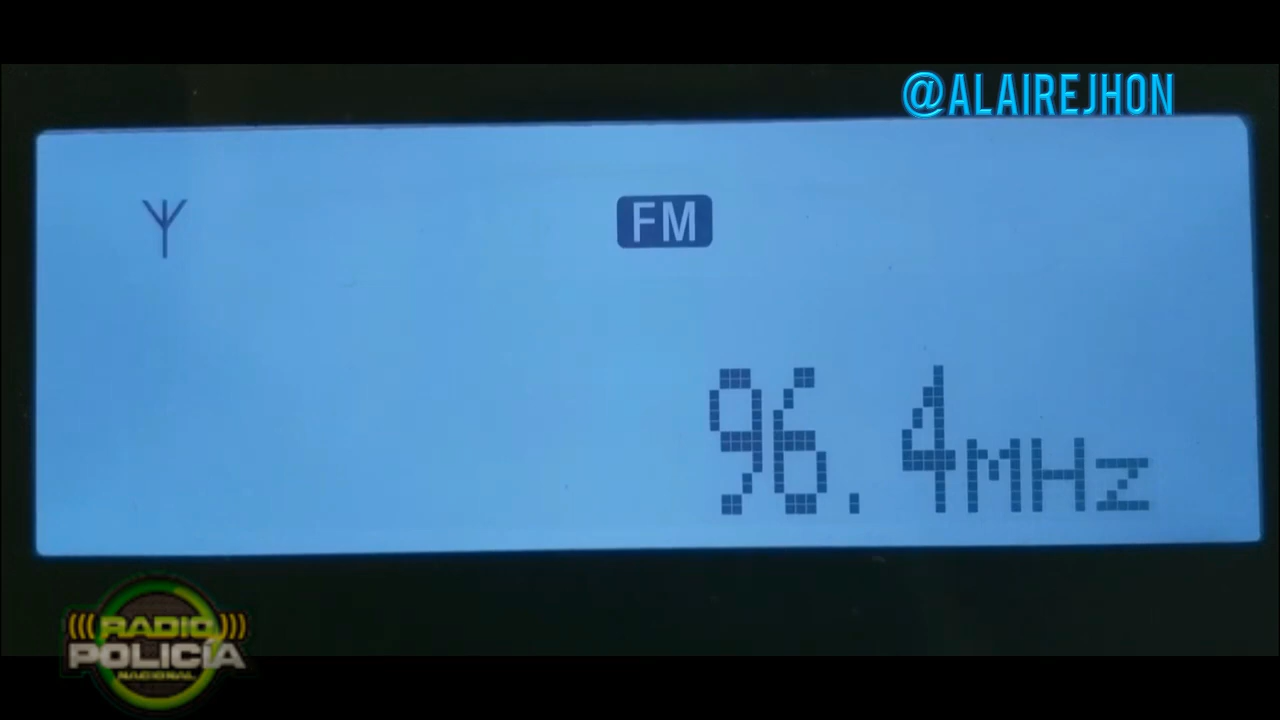 @ALAIREJHON
FM
96.4MHz
RADIO
POLICÍA
NACIONAL